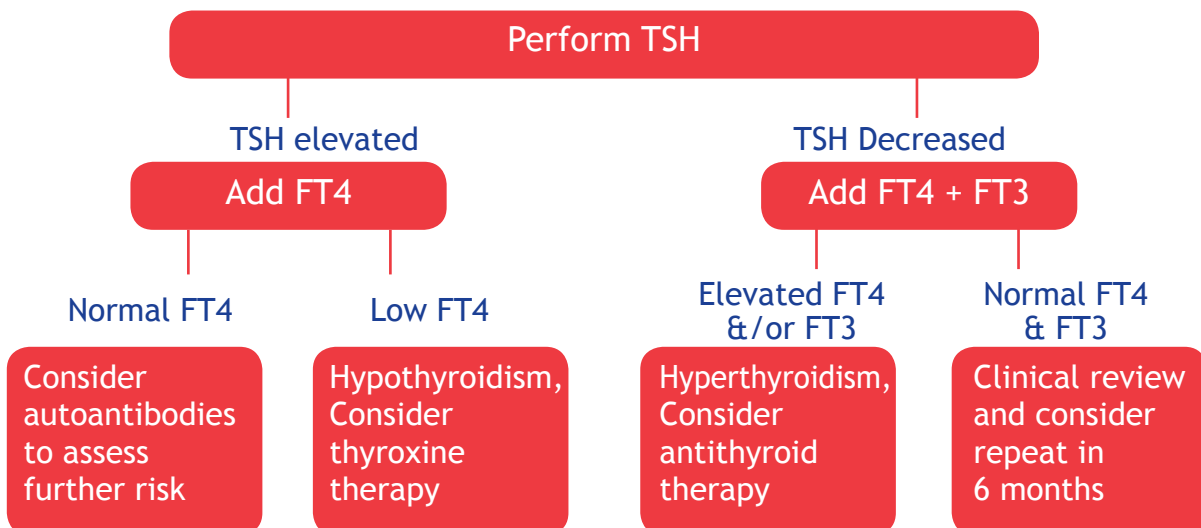 Perform TSH
TSH elevated
TSH Decreased
Add FT4
Add FT4 + FT3
Normal FT4
Low FT4
Elevated FT4
&/or FT3
Normal FT4
& FT3
Consider
autoantibodies
to assess
further risk
Hypothyroidism,
Consider
thyroxine
therapy
Hyperthyroidism,
Consider
antithyroid
therapy
Clinical review
and consider
repeat in
6 months